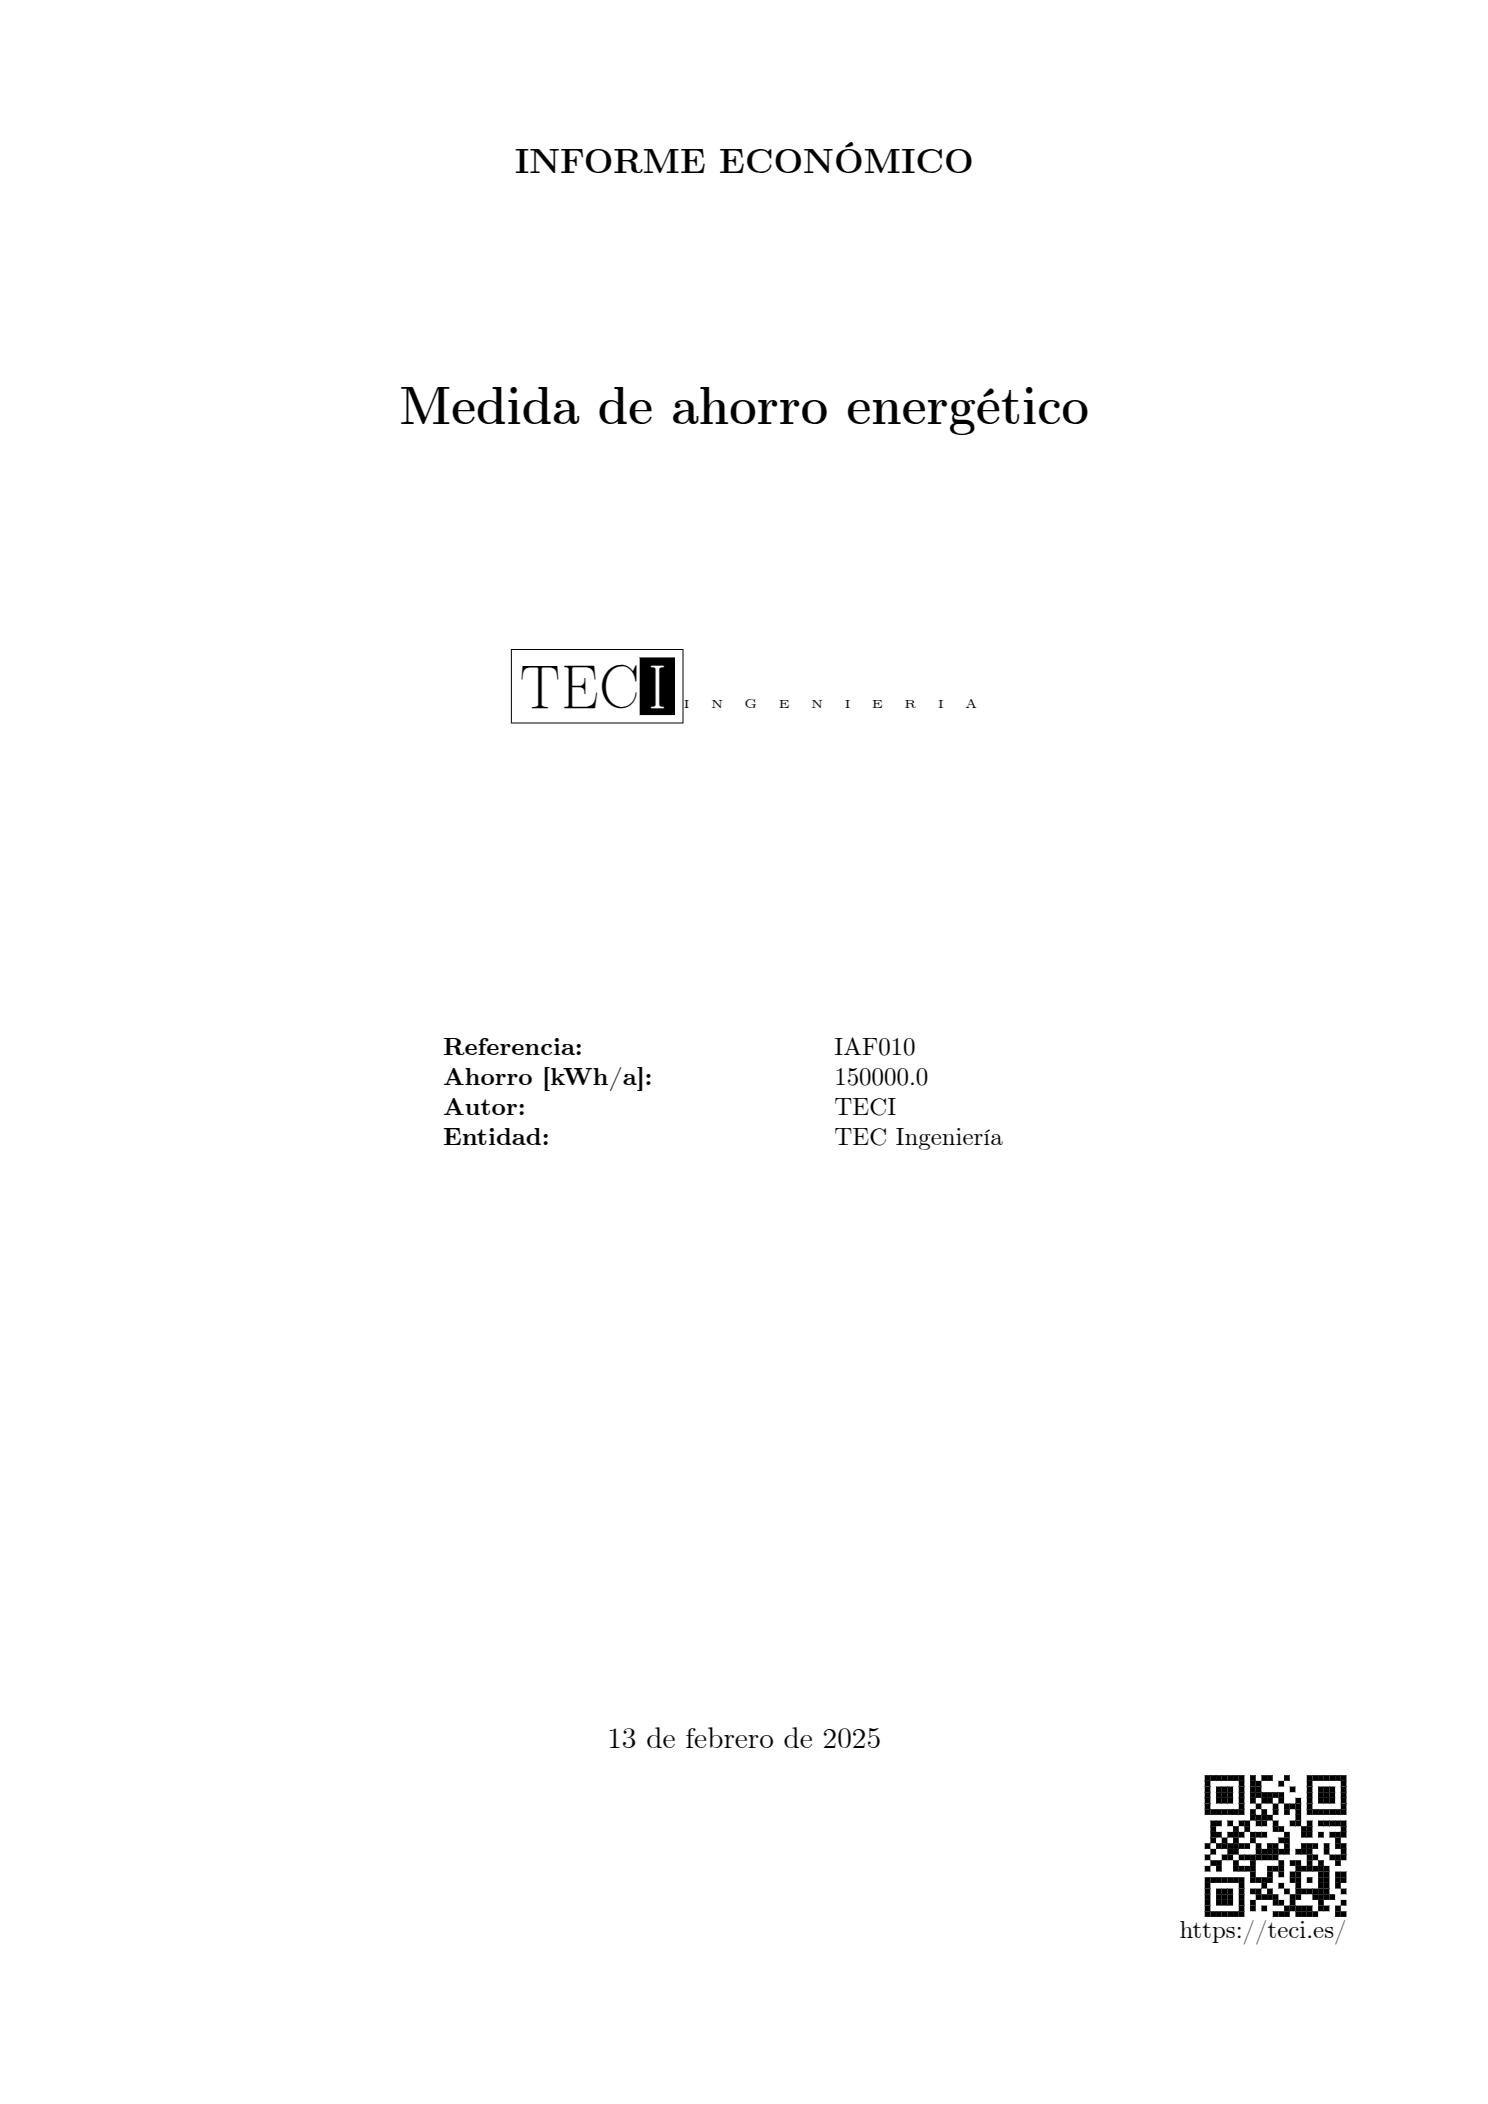 INFORME ECONÓMICO
Medida de ahorro energético
TECI INGENIERIA
Referencia: IAF010
Ahorro [kWh/a]: 150000.0
Autor: TECI
Entidad: TEC Ingeniería
13 de febrero de 2025
https://teci.es/